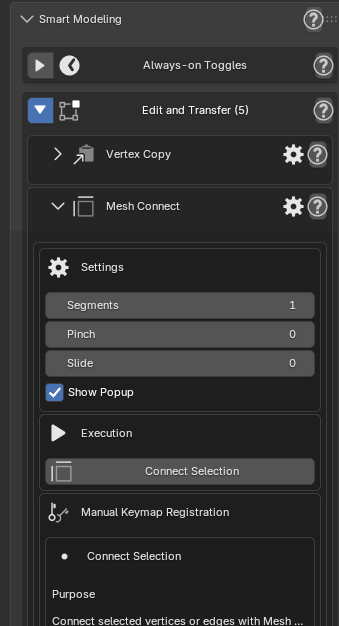 Smart Modeling
Always-on Toggles
Edit and Transfer (5)
Vertex Copy
Mesh Connect
Settings
Segments 1
Pinch 0
Slide 0
Show Popup
Execution
Connect Selection
Manual Keymap Registration
Connect Selection
Purpose
Connect selected vertices or edges with Mesh ...